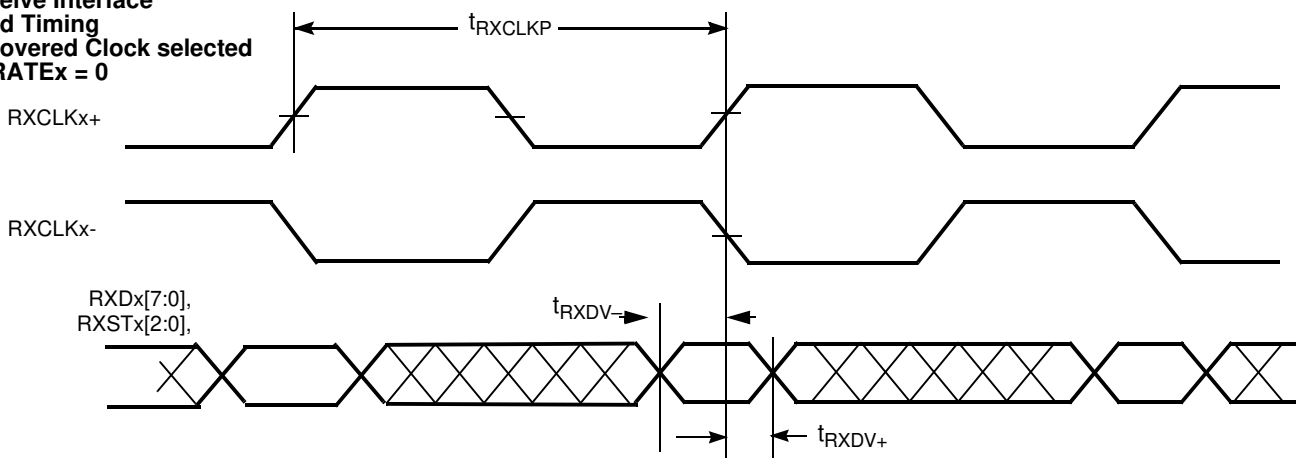 d Timing
overed Clock selected
RATEx = 0
tRXCLKP
RXCLKx+
RXCLKx-
RXDx[7:0],
RXSTx[2:0],
tRXDV–
tRXDV+